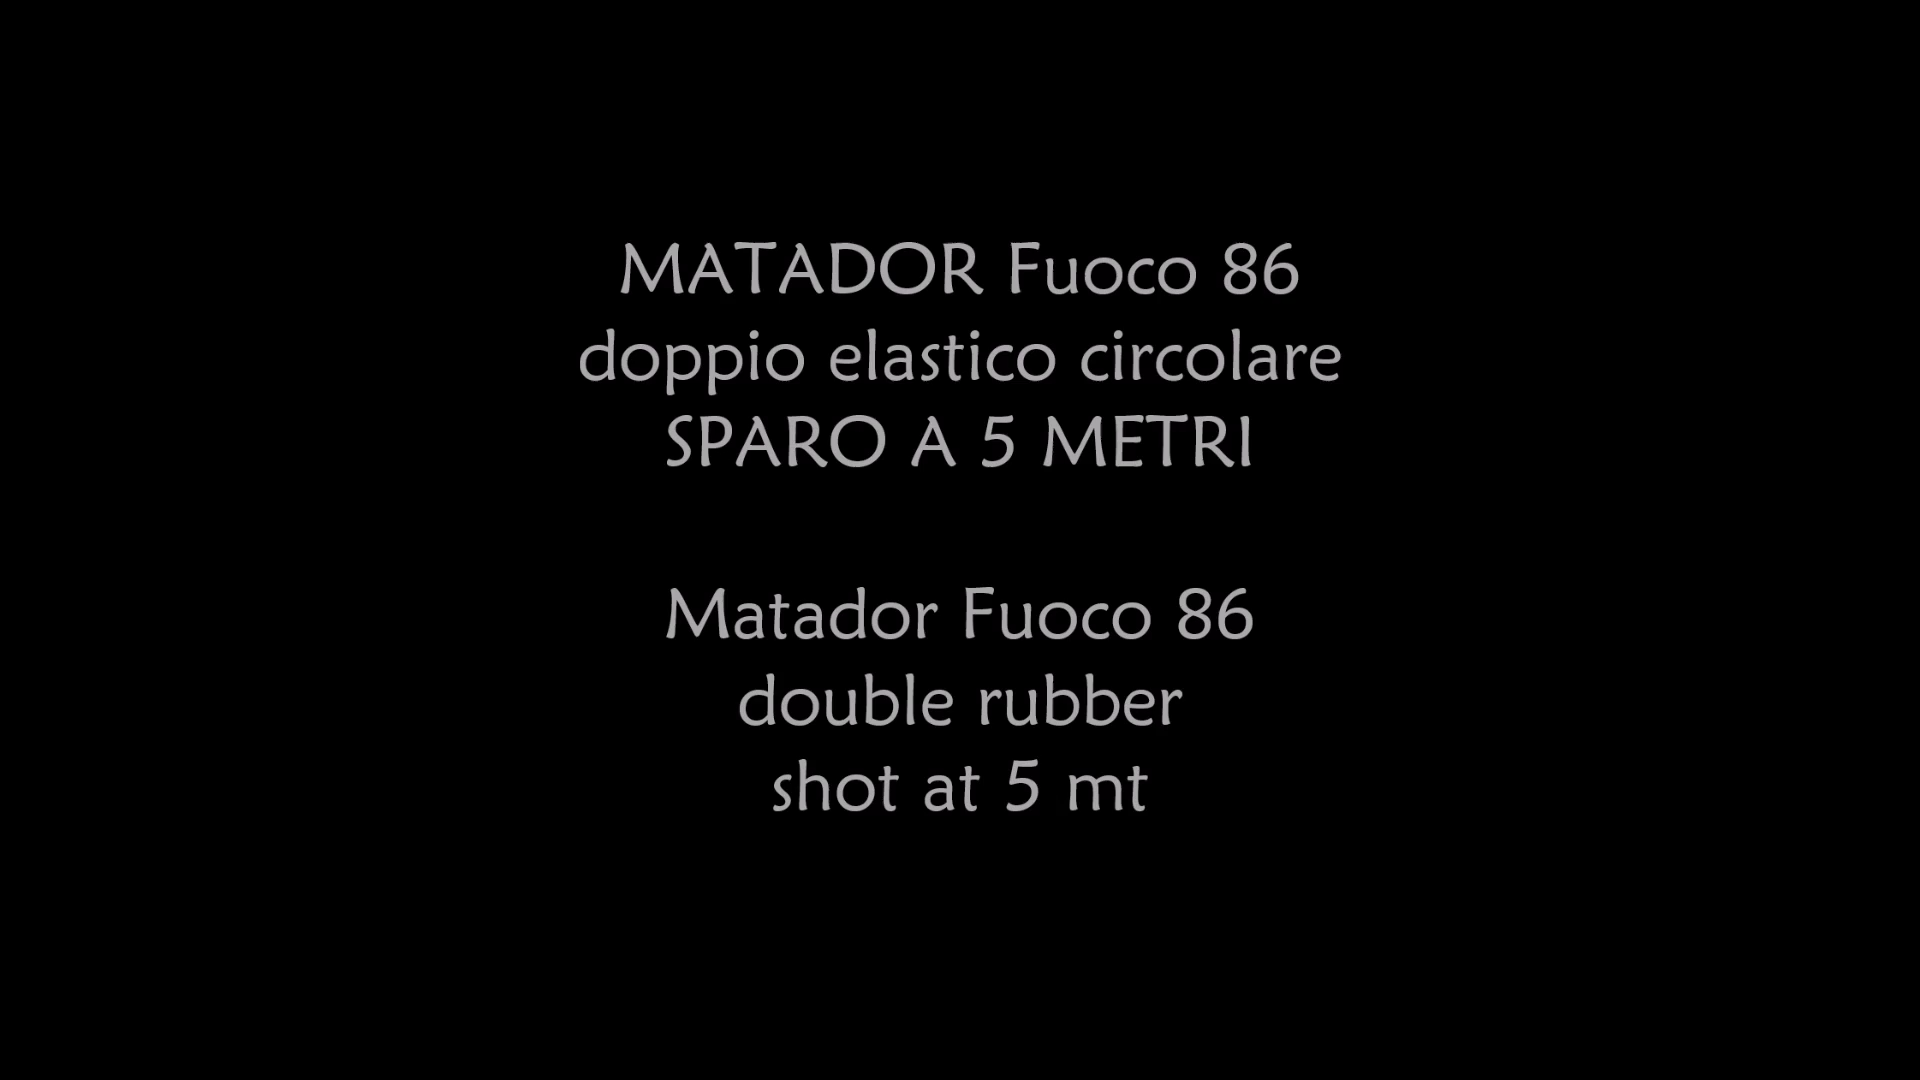 MATADOR Fuoco 86
doppio elastico circolare
SPARO A 5 METRI
Matador Fuoco 86
double rubber
shot at 5 mt